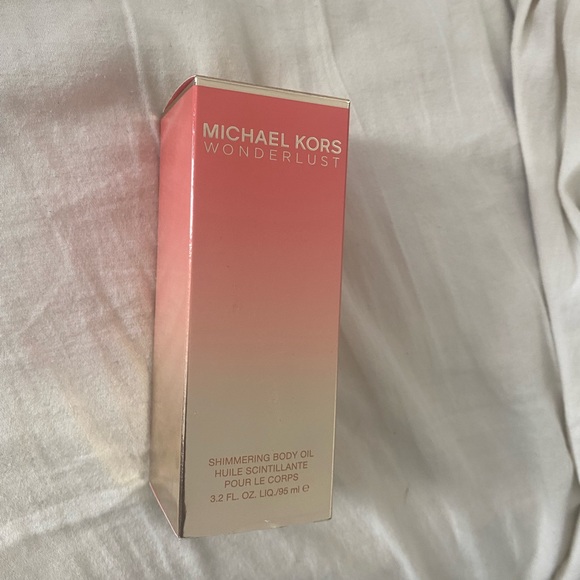 MICHAEL KORS
WONDERLUST
SHIMMERING BODY OIL
HUILE SCINTILLANTE
POUR LE CORPS
3.2 FL. OZ. LIQ./95 ml ℮